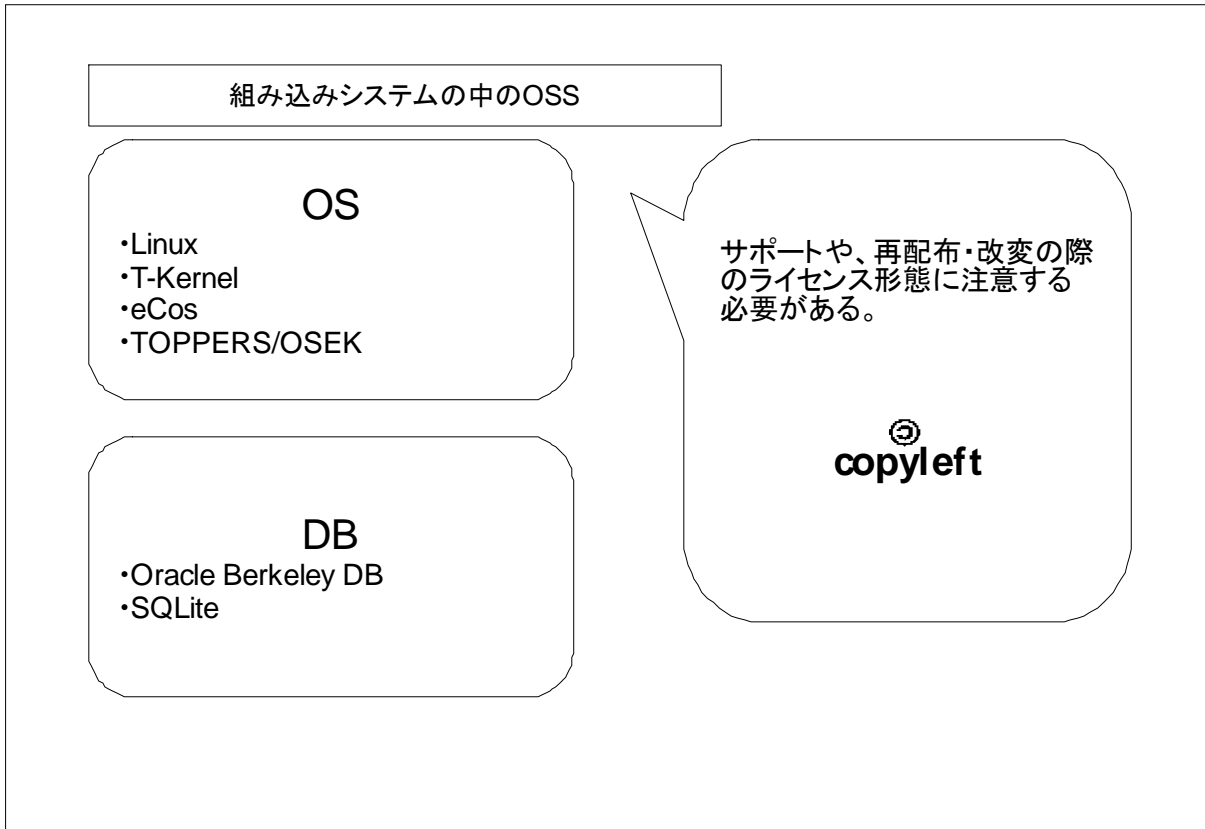 組み込みシステムの中のOSS
OS
・Linux
・T-Kernel
・eCos
・TOPPERS/OSEK
サポートや、再配布・改変の際
のライセンス形態に注意する
必要がある。
copyleft
DB
・Oracle Berkeley DB
・SQLite